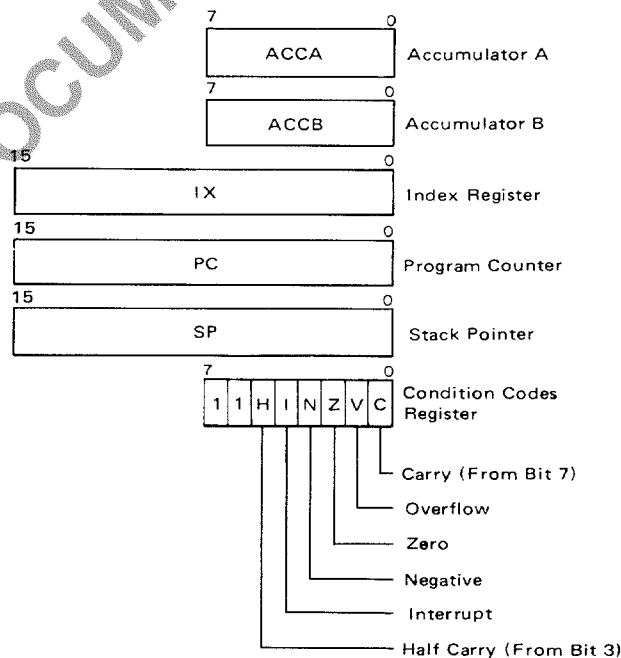 7 0
ACCA Accumulator A
7 0
ACCB Accumulator B
15 0
IX Index Register
15 0
PC Program Counter
15 0
SP Stack Pointer
7 0
1 1 H I N Z V C Condition Codes
Register
Carry (From Bit 7)
Overflow
Zero
Negative
Interrupt
Half Carry (From Bit 3)